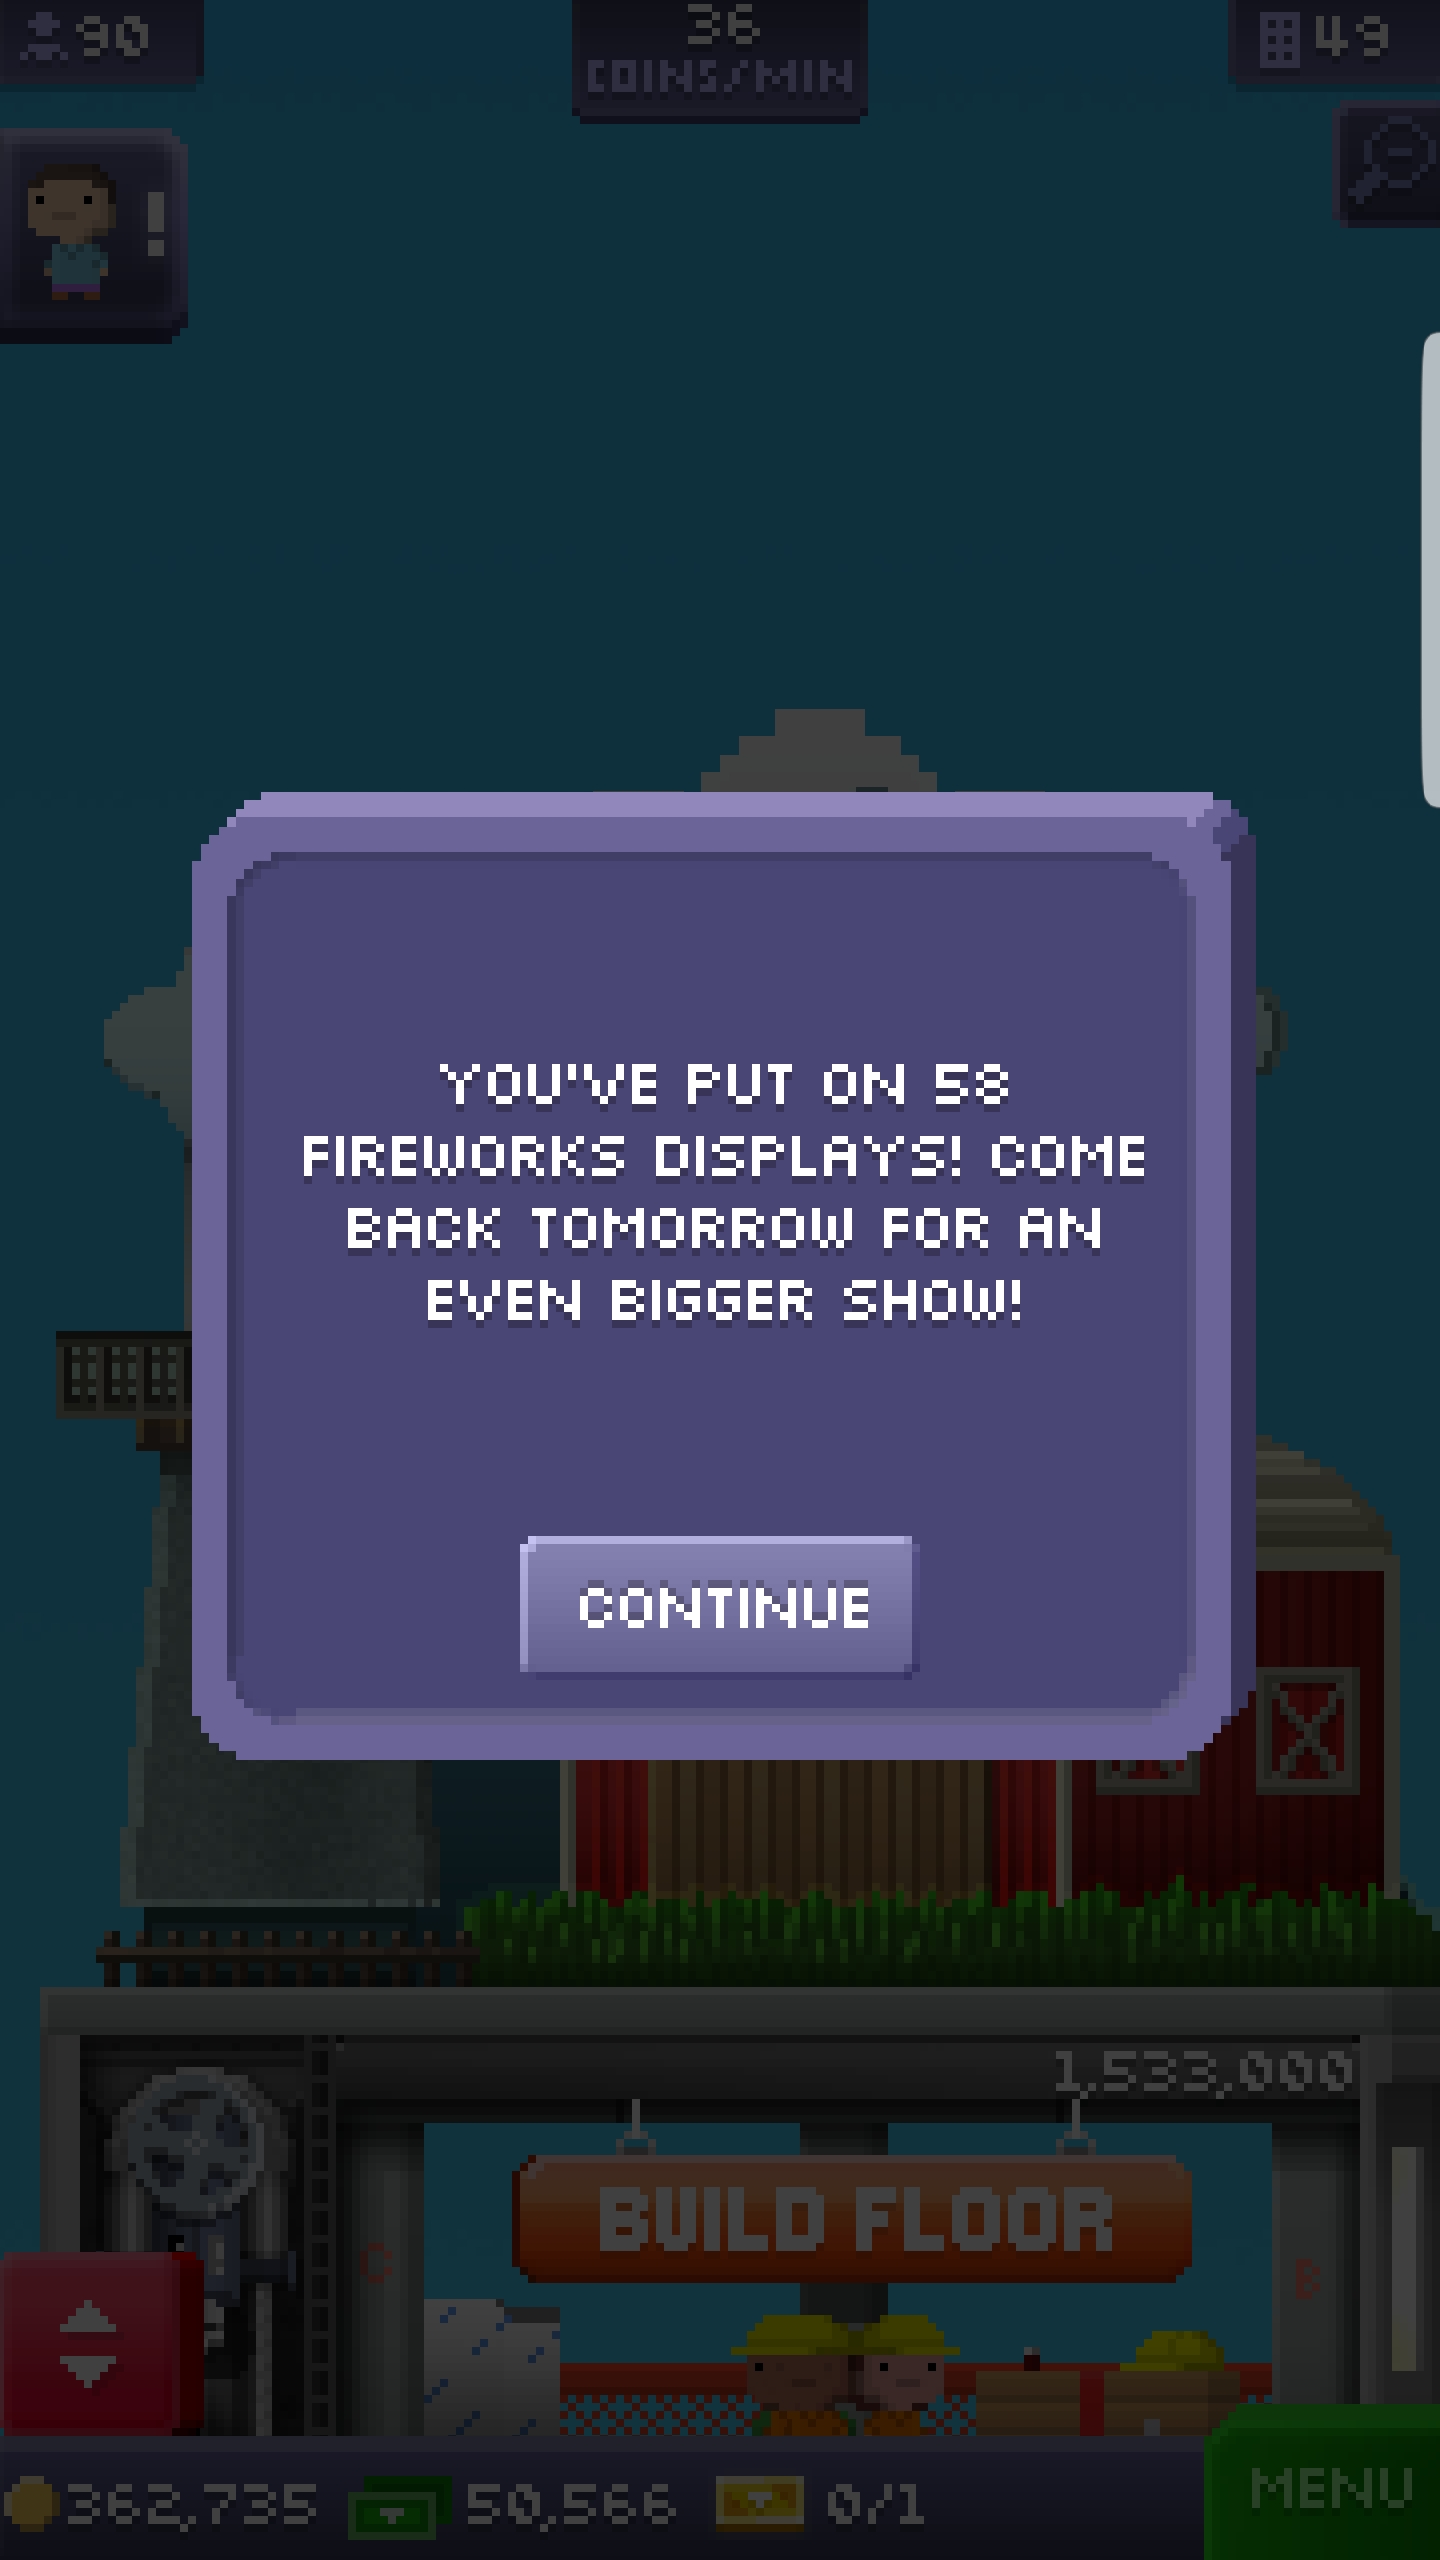 90
36
COINS/MIN
49
!
YOU'VE PUT ON 58
FIREWORKS DISPLAYS! COME
BACK TOMORROW FOR AN
EVEN BIGGER SHOW!
CONTINUE
1,533,000
BUILD FLOOR
C
B
362,735
50,566
0/1
MENU